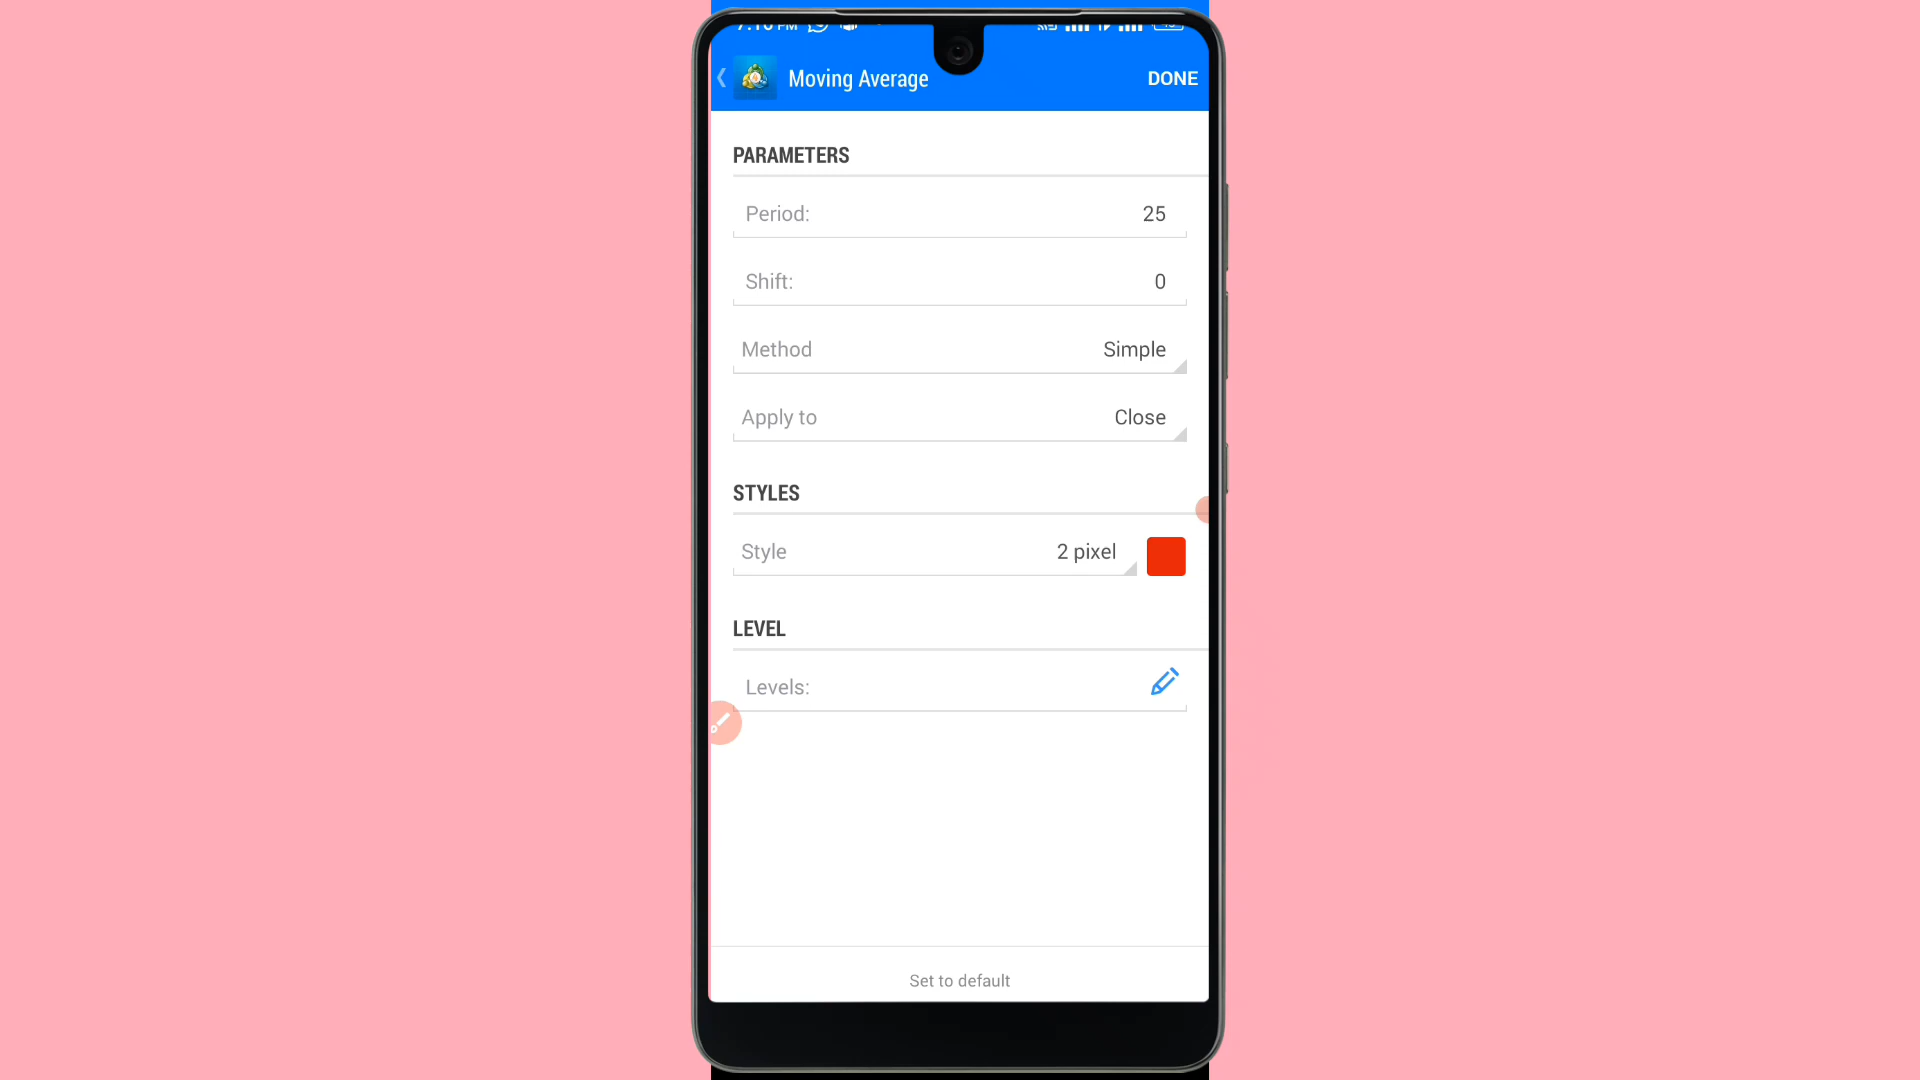 Moving Average
DONE
PARAMETERS
Period: 25
Shift: 0
Method Simple
Apply to Close
STYLES
Style 2 pixel
LEVEL
Levels:
Set to default